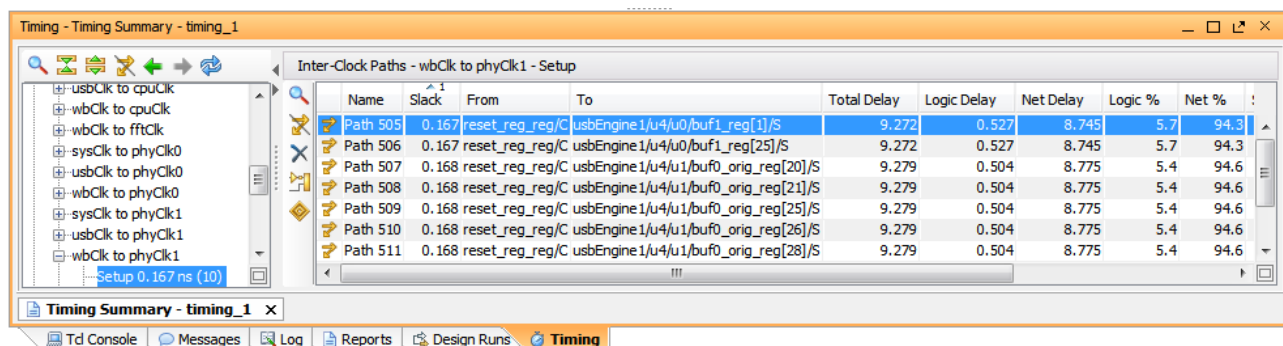 Timing - Timing Summary - timing_1
Inter-Clock Paths - wbClk to phyClk1 - Setup
usbClk to cpuClk
wbClk to cpuClk
wbClk to fftClk
sysClk to phyClk0
usbClk to phyClk0
wbClk to phyClk0
sysClk to phyClk1
usbClk to phyClk1
wbClk to phyClk1
Setup 0.167 ns (10)
Name Slack 1 From To Total Delay Logic Delay Net Delay Logic % Net %
Path 505 0.167 reset_reg_reg/C usbEngine1/u4/u0/buf1_reg[1]/S 9.272 0.527 8.745 5.7 94.3
Path 506 0.167 reset_reg_reg/C usbEngine1/u4/u0/buf1_reg[25]/S 9.272 0.527 8.745 5.7 94.3
Path 507 0.168 reset_reg_reg/C usbEngine1/u4/u1/buf0_orig_reg[20]/S 9.279 0.504 8.775 5.4 94.6
Path 508 0.168 reset_reg_reg/C usbEngine1/u4/u1/buf0_orig_reg[21]/S 9.279 0.504 8.775 5.4 94.6
Path 509 0.168 reset_reg_reg/C usbEngine1/u4/u1/buf0_orig_reg[25]/S 9.279 0.504 8.775 5.4 94.6
Path 510 0.168 reset_reg_reg/C usbEngine1/u4/u1/buf0_orig_reg[26]/S 9.279 0.504 8.775 5.4 94.6
Path 511 0.168 reset_reg_reg/C usbEngine1/u4/u1/buf0_orig_reg[28]/S 9.279 0.504 8.775 5.4 94.6
Timing Summary - timing_1
Tcl Console Messages Log Reports Design Runs Timing